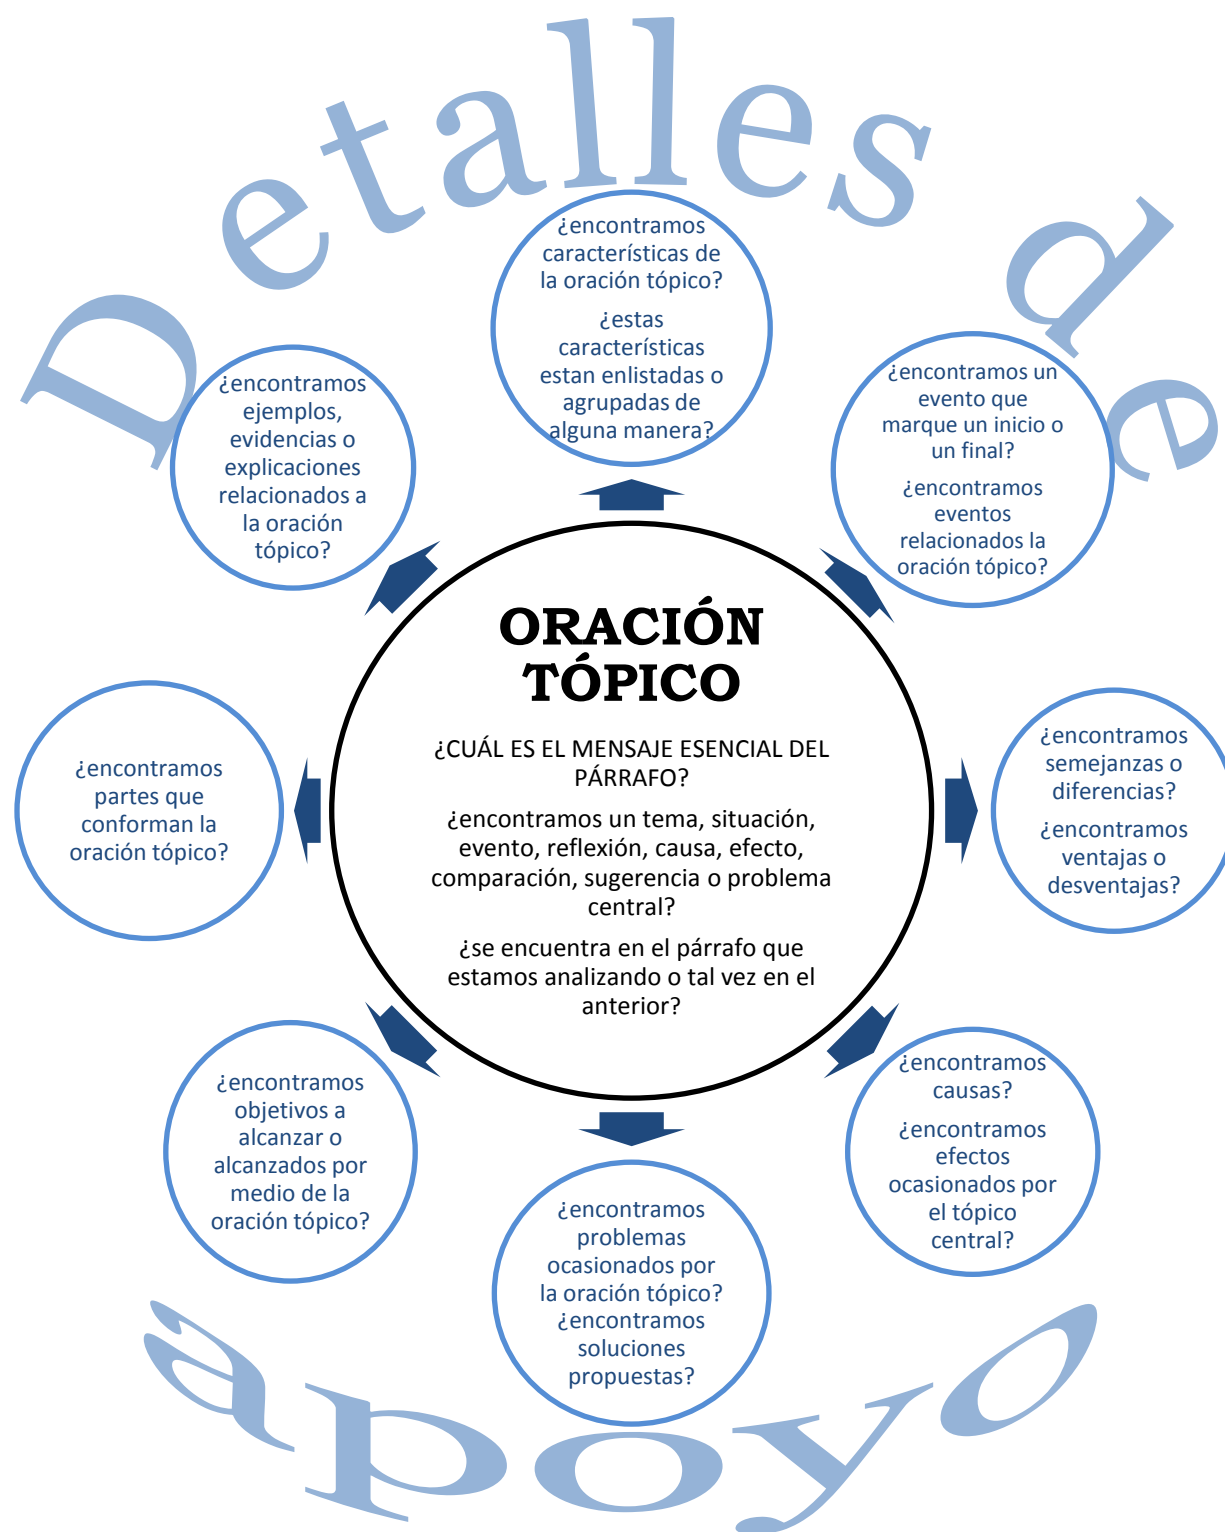 Detalles de
¿encontramos
características de
la oración tópico?
¿estas
características
estan enlistadas o
agrupadas de
alguna manera?
¿encontramos un
evento que
marque un inicio o
un final?
¿encontramos
eventos
relacionados la
oración tópico?
¿encontramos
semejanzas o
diferencias?
¿encontramos
ventajas o
desventajas?
¿encontramos
causas?
¿encontramos
efectos
ocasionados por
el tópico
central?
¿encontramos
problemas
ocasionados por
la oración tópico?
¿encontramos
soluciones
propuestas?
¿encontramos
objetivos a
alcanzar o
alcanzados por
medio de la
oración tópico?
¿encontramos
partes que
conforman la
oración tópico?
¿encontramos
ejemplos,
evidencias o
explicaciones
relacionados a
la oración
tópico?
ORACIÓN
TÓPICO
¿CUÁL ES EL MENSAJE ESENCIAL DEL
PÁRRAFO?
¿encontramos un tema, situación,
evento, reflexión, causa, efecto,
comparación, sugerencia o problema
central?
¿se encuentra en el párrafo que
estamos analizando o tal vez en el
anterior?
apoyo